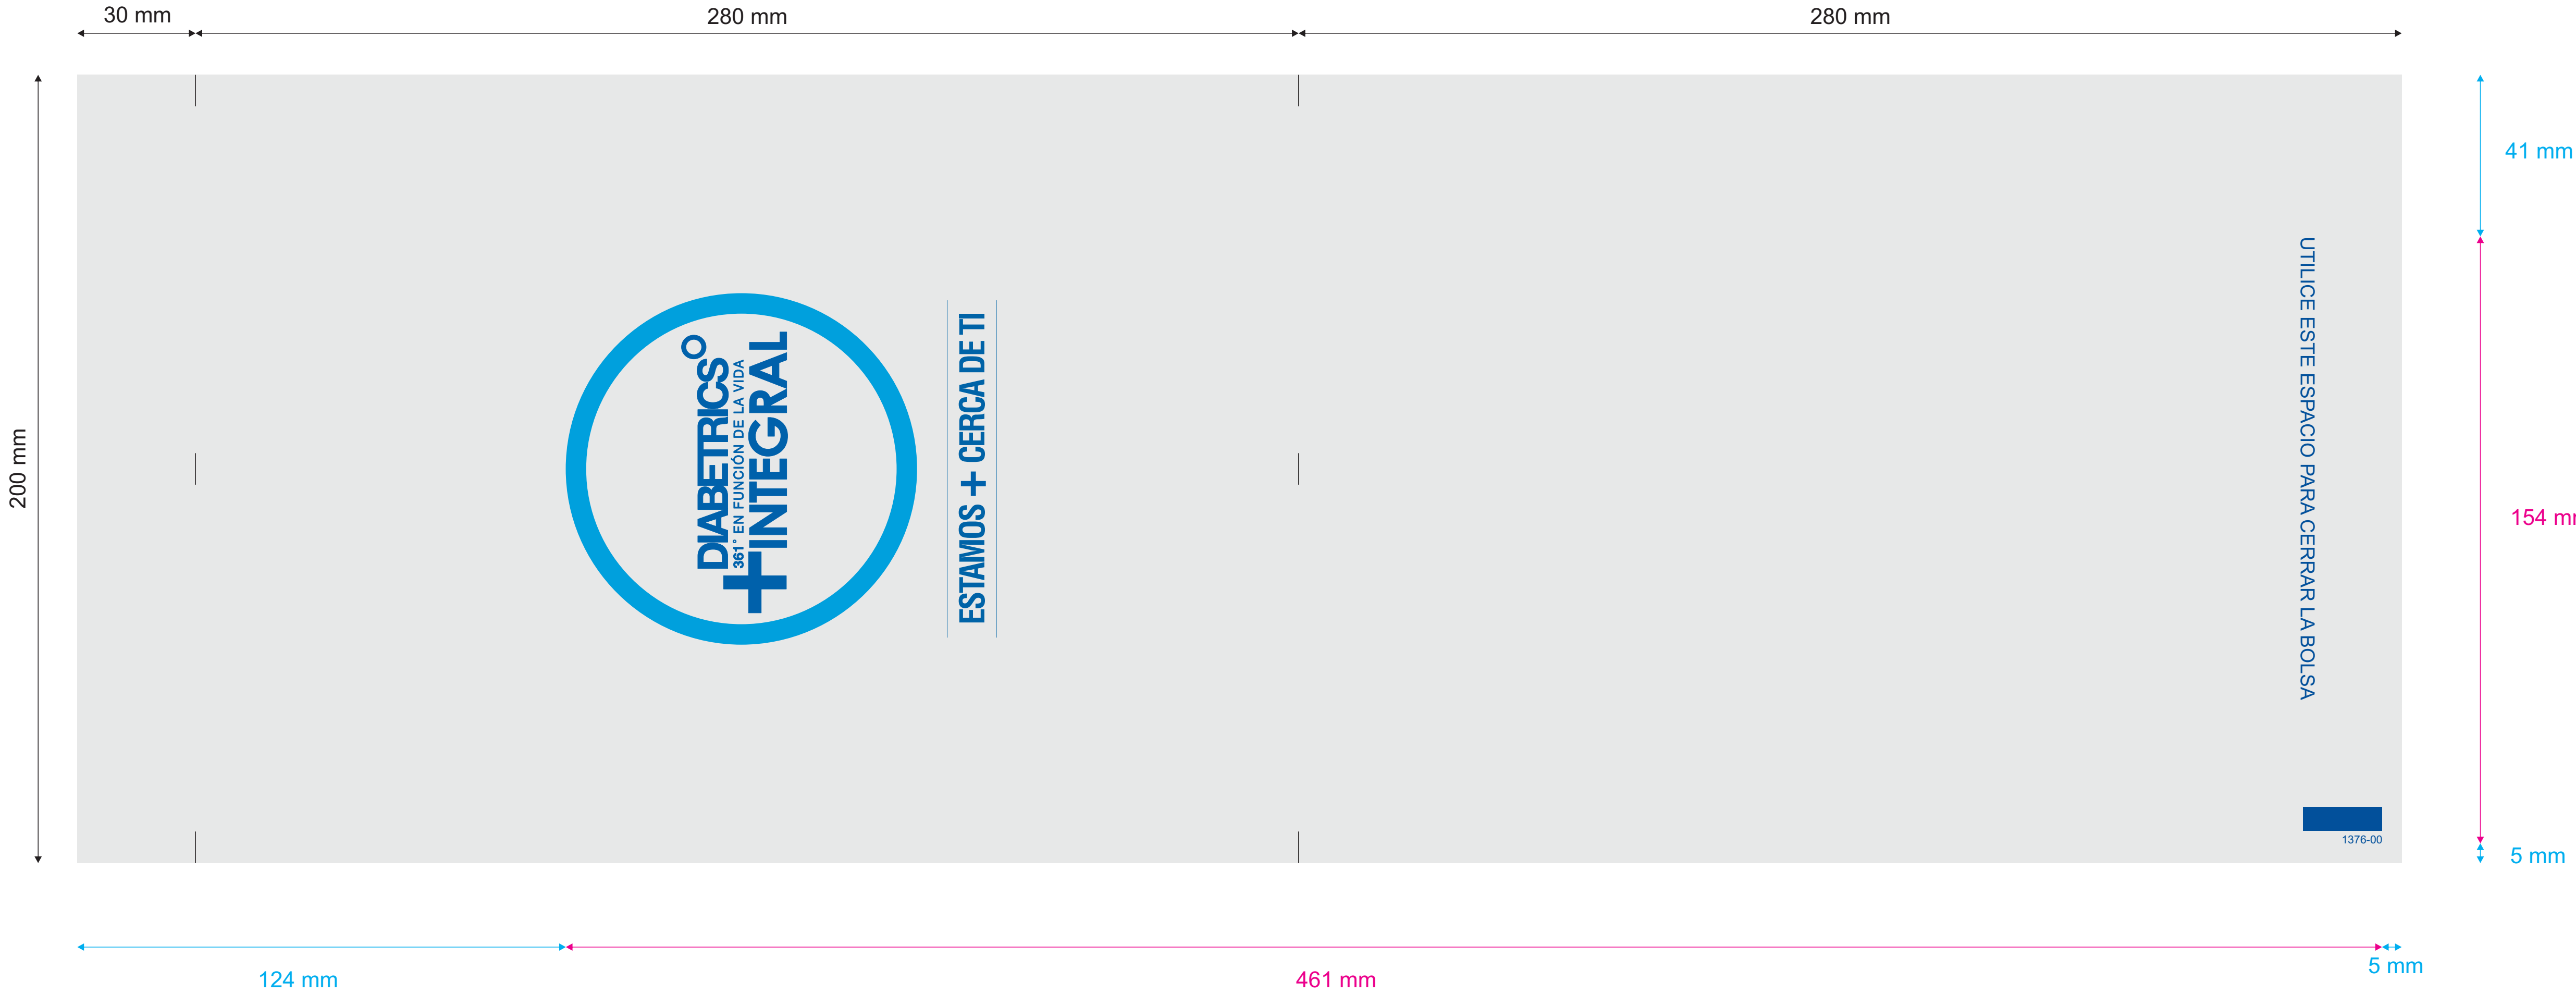 30 mm
280 mm
280 mm
200 mm
41 mm
154 mm
5 mm
DIABETRICS
361° EN FUNCIÓN DE LA VIDA
+INTEGRAL
ESTAMOS + CERCA DE TI
UTILICE ESTE ESPACIO PARA CERRAR LA BOLSA
1376-00
124 mm
461 mm
5 mm